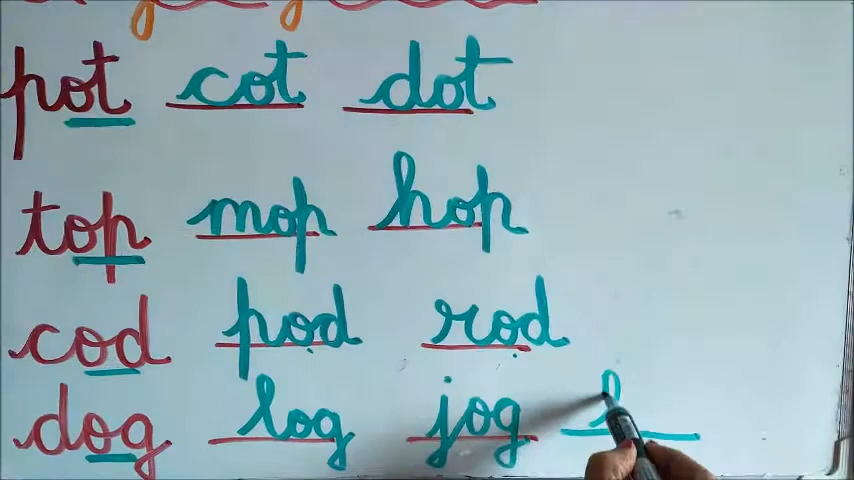 pot cot dot
top mop hop
cod pod rod
dog log jog